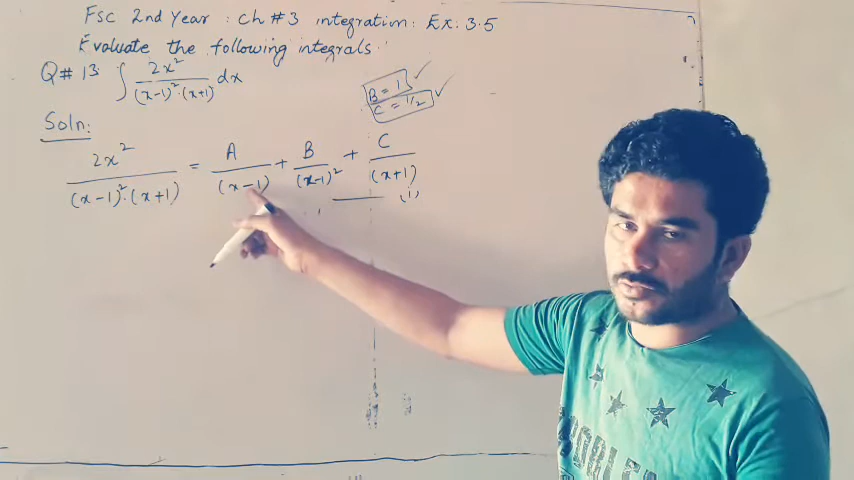 Fsc 2nd Year : Ch # 3 integration: Ex: 3.5
Evaluate the following integrals:
Q# 13 ∫ 2x² / (x-1)²·(x+1) dx
B = 1 ✓
C = 1/2 ✓
Soln:
2x² / (x-1)²·(x+1) = A / (x-1) + B / (x-1)² + C / (x+1) — (i)